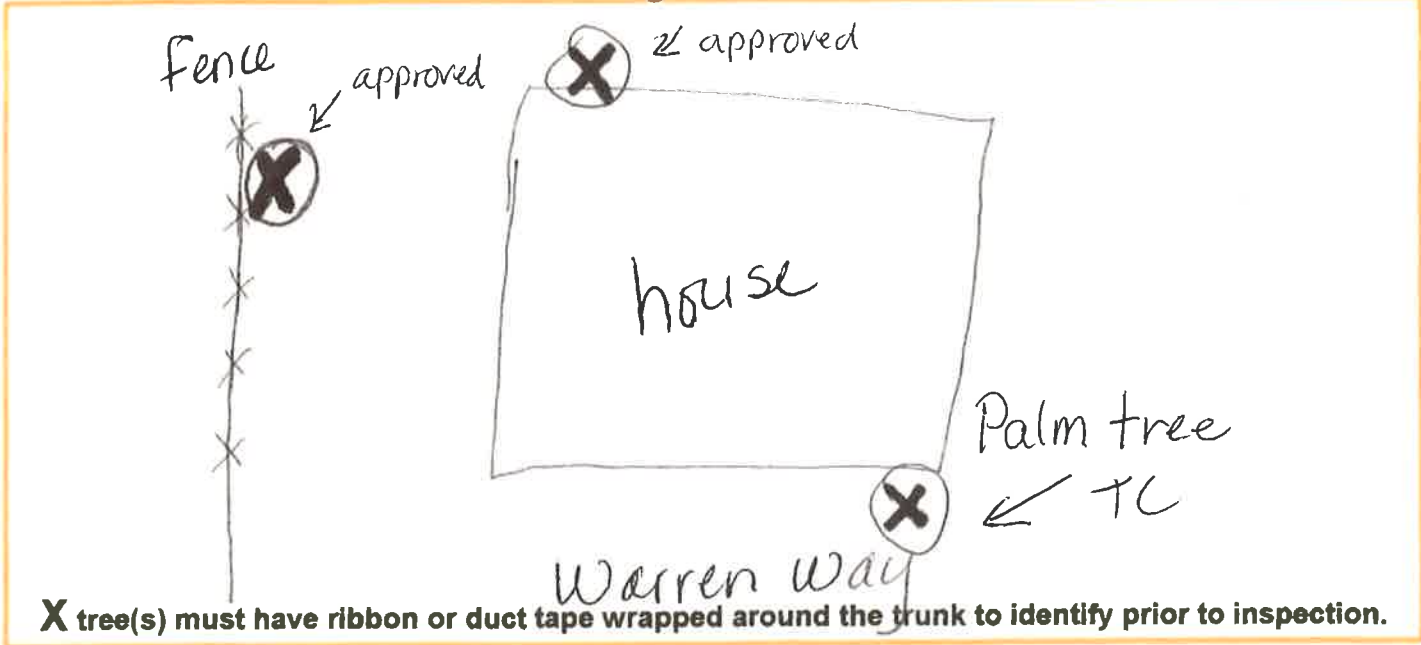 Fence
approved
approved
house
Palm tree
TC
Warren Way
X tree(s) must have ribbon or duct tape wrapped around the trunk to identify prior to inspection.